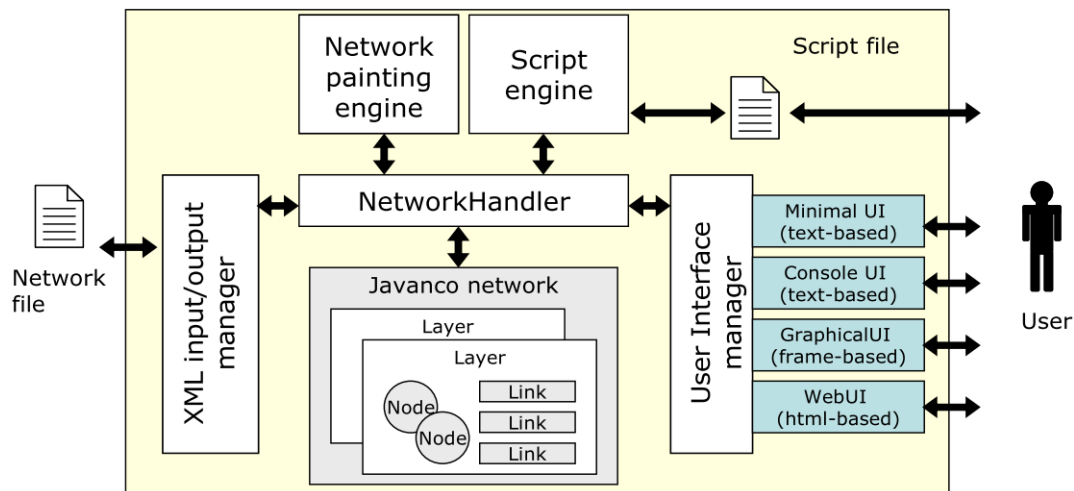 Network
painting
engine
Script
engine
Script file
NetworkHandler
XML input/output
manager
Network
file
Javanco network
Layer
Layer
Node
Node
Link
Link
Link
User Interface
manager
Minimal UI
(text-based)
Console UI
(text-based)
GraphicalUI
(frame-based)
WebUI
(html-based)
User